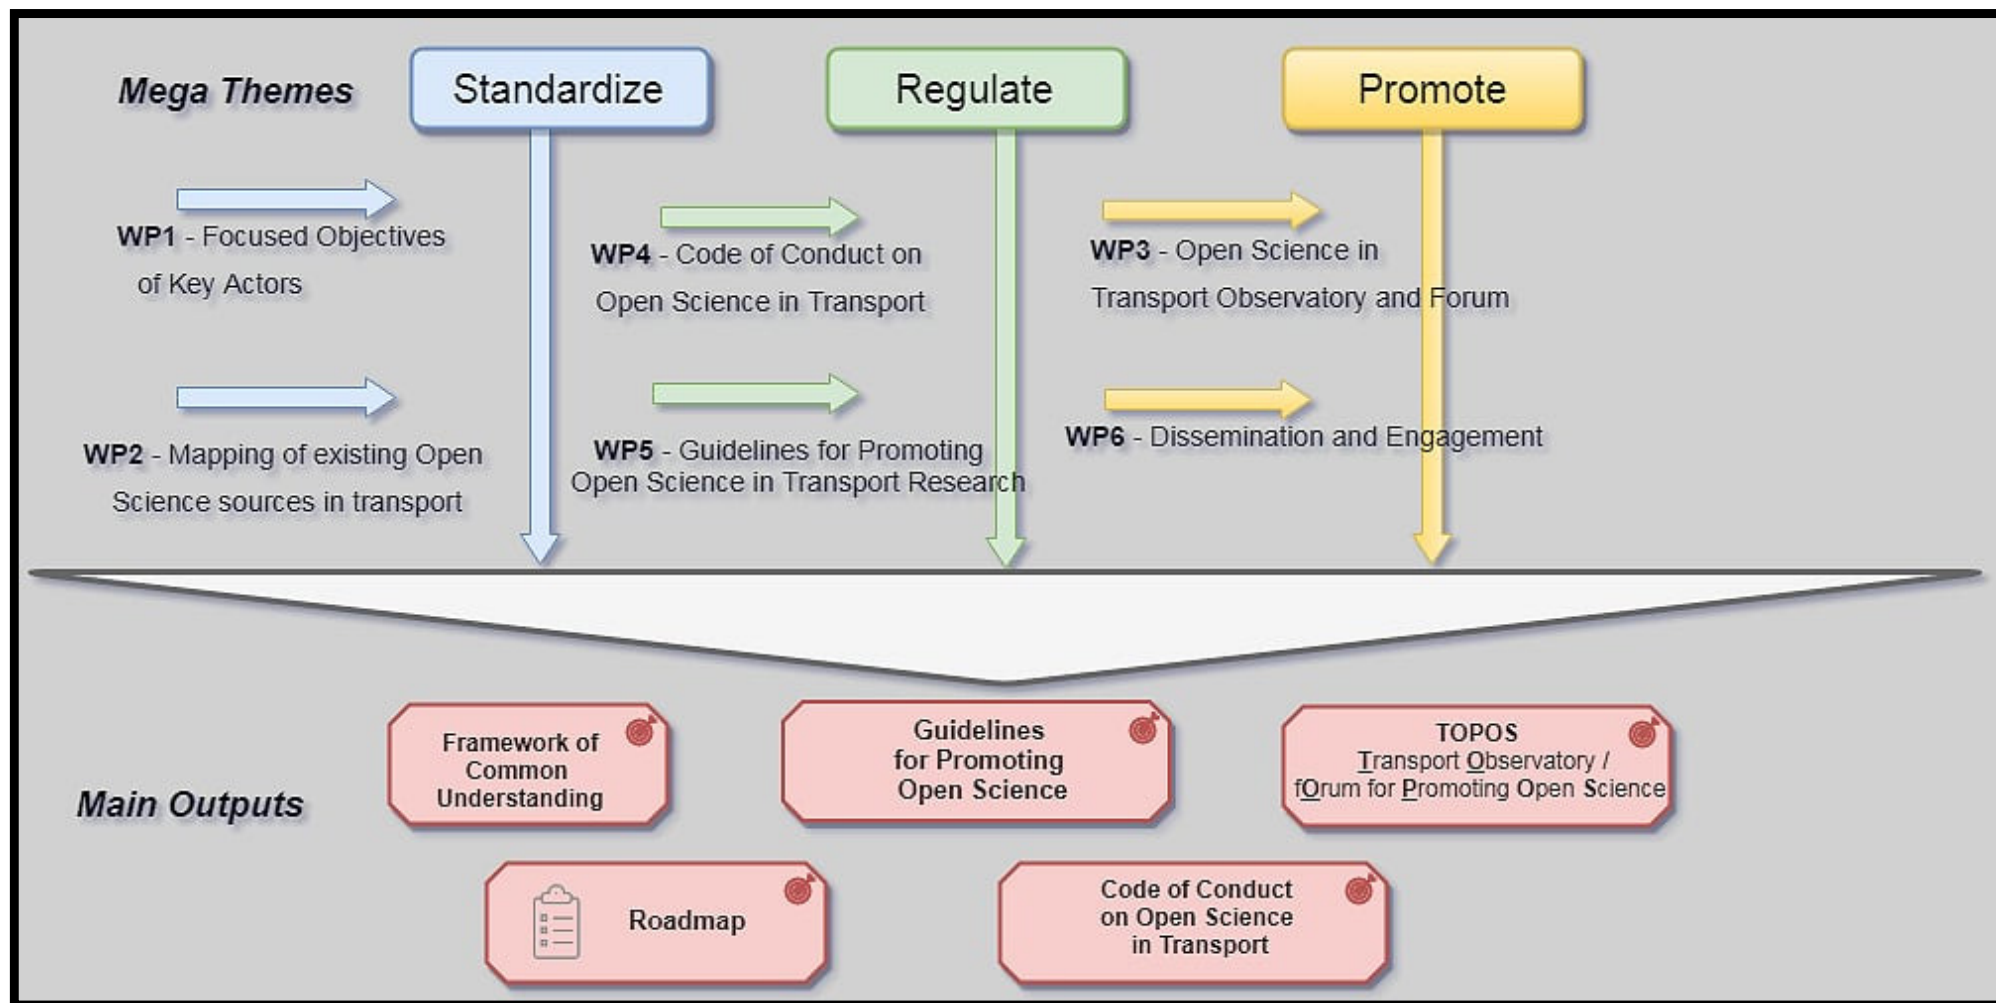 Mega Themes
Standardize
Regulate
Promote
WP1 - Focused Objectives
of Key Actors
WP4 - Code of Conduct on
Open Science in Transport
WP3 - Open Science in
Transport Observatory and Forum
WP2 - Mapping of existing Open
Science sources in transport
WP5 - Guidelines for Promoting
Open Science in Transport Research
WP6 - Dissemination and Engagement
Main Outputs
Framework of
Common
Understanding
Guidelines
for Promoting
Open Science
TOPOS
Transport Observatory /
fOrum for Promoting Open Science
Roadmap
Code of Conduct
on Open Science
in Transport